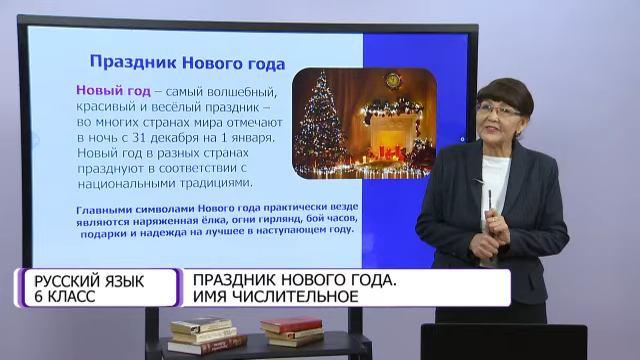 Праздник Нового года
Новый год – самый волшебный,
красивый и весёлый праздник –
во многих странах мира отмечают
в ночь с 31 декабря на 1 января.
Новый год в разных странах
празднуют в соответствии с
национальными традициями.
Главными символами Нового года практически везде
являются наряженная ёлка, огни гирлянд, бой часов,
подарки и надежда на лучшее в наступающем году.
РУССКИЙ ЯЗЫК
6 КЛАСС
ПРАЗДНИК НОВОГО ГОДА.
ИМЯ ЧИСЛИТЕЛЬНОЕ